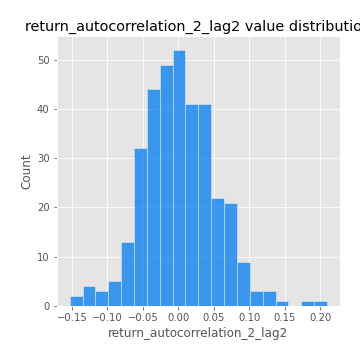 return_autocorrelation_2_lag2 value distributio
50
40
30
20
10
0
Count
−0.15 −0.10 −0.05 0.00 0.05 0.10 0.15 0.20
return_autocorrelation_2_lag2